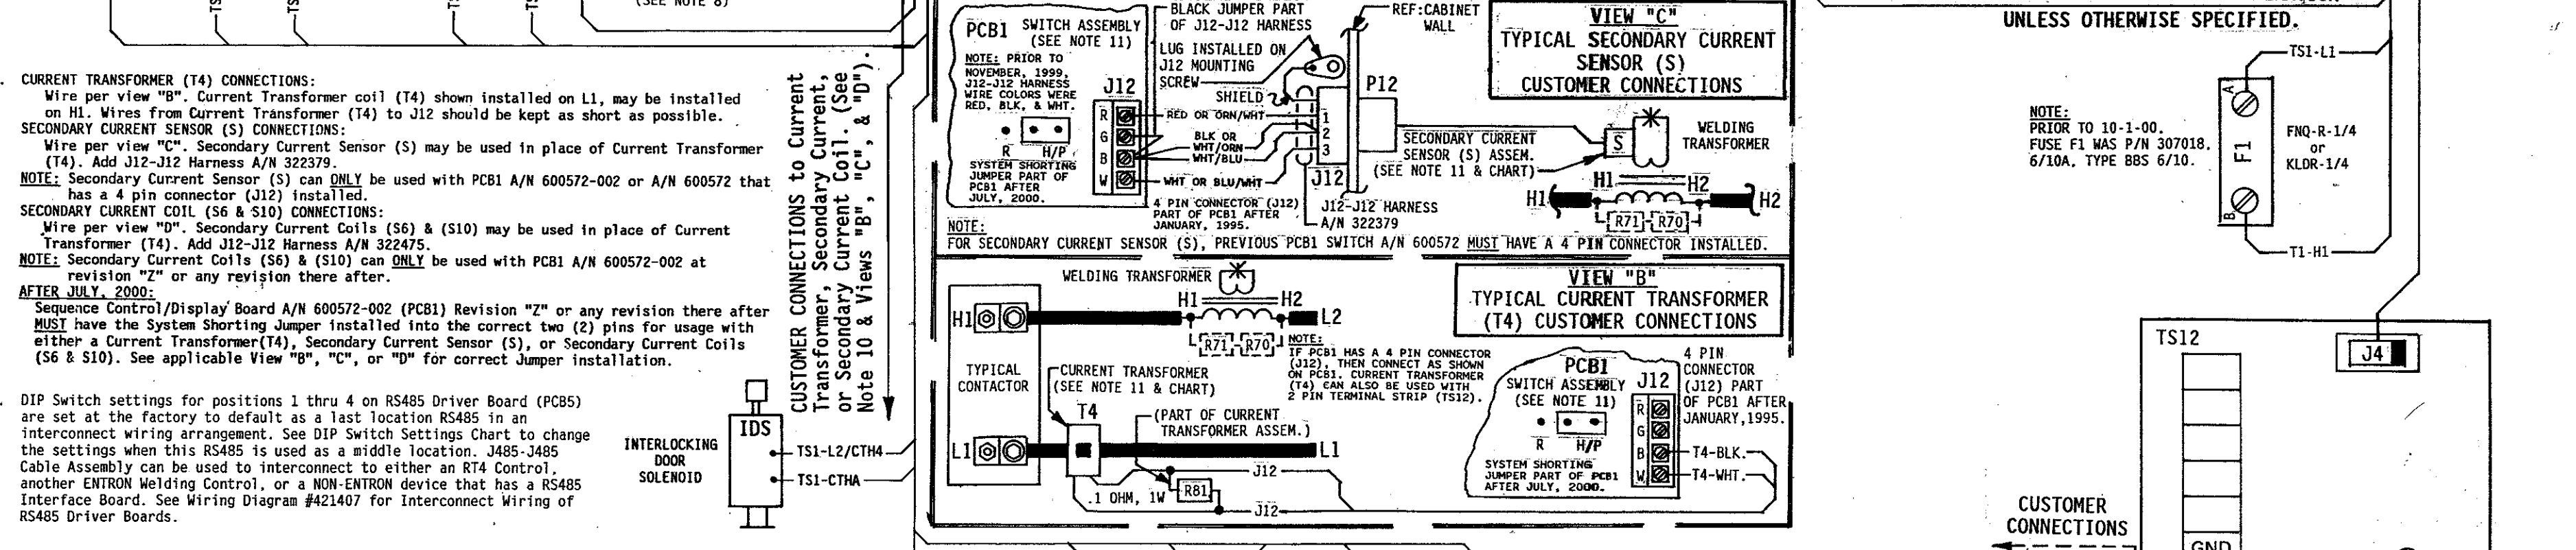 (SEE NOTE 8)
CURRENT TRANSFORMER (T4) CONNECTIONS:
Wire per view "B". Current Transformer coil (T4) shown installed on L1, may be installed
on H1. Wires from Current Transformer (T4) to J12 should be kept as short as possible.
SECONDARY CURRENT SENSOR (S) CONNECTIONS:
Wire per view "C". Secondary Current Sensor (S) may be used in place of Current Transformer
(T4). Add J12-J12 Harness A/N 322379.
NOTE: Secondary Current Sensor (S) can ONLY be used with PCB1 A/N 600572-002 or A/N 600572 that
has a 4 pin connector (J12) installed.
SECONDARY CURRENT COIL (S6 & S10) CONNECTIONS:
Wire per view "D". Secondary Current Coils (S6) & (S10) may be used in place of Current
Transformer (T4). Add J12-J12 Harness A/N 322475.
NOTE: Secondary Current Coils (S6) & (S10) can ONLY be used with PCB1 A/N 600572-002 at
revision "Z" or any revision there after.
AFTER JULY, 2000:
Sequence Control/Display Board A/N 600572-002 (PCB1) Revision "Z" or any revision there after
MUST have the System Shorting Jumper installed into the correct two (2) pins for usage with
either a Current Transformer(T4), Secondary Current Sensor (S), or Secondary Current Coils
(S6 & S10). See applicable View "B", "C", or "D" for correct Jumper installation.
DIP Switch settings for positions 1 thru 4 on RS485 Driver Board (PCB5)
are set at the factory to default as a last location RS485 in an
interconnect wiring arrangement. See DIP Switch Settings Chart to change
the settings when this RS485 is used as a middle location. J485-J485
Cable Assembly can be used to interconnect to either an RT4 Control,
another ENTRON Welding Control, or a NON-ENTRON device that has a RS485
Interface Board. See Wiring Diagram #421407 for Interconnect Wiring of
RS485 Driver Boards.
INTERLOCKING
DOOR
SOLENOID
IDS
TS1-L2/CTH4
TS1-CTHA
CUSTOMER CONNECTIONS to Current
Transformer, Secondary Current,
or Secondary Current Coil. (See
Note 10 & Views "B", "C", & "D").
PCB1
SWITCH ASSEMBLY
(SEE NOTE 11)
NOTE: PRIOR TO
NOVEMBER, 1999,
J12-J12 HARNESS
WIRE COLORS WERE
RED, BLK, & WHT.
R H/P
SYSTEM SHORTING
JUMPER PART OF
PCB1 AFTER
JULY, 2000.
J12
R
G
B
W
BLACK JUMPER PART
OF J12-J12 HARNESS
LUG INSTALLED ON
J12 MOUNTING
SCREW
SHIELD
RED OR ORN/WHT
BLK OR
WHT/ORN
WHT/BLU
WHT OR BLU/WHT
1
2
3
J12
4 PIN CONNECTOR (J12)
PART OF PCB1 AFTER
JANUARY, 1995.
J12-J12 HARNESS
A/N 322379
REF:CABINET
WALL
P12
SECONDARY CURRENT
SENSOR (S) ASSEM.
(SEE NOTE 11 & CHART)
VIEW "C"
TYPICAL SECONDARY CURRENT
SENSOR (S)
CUSTOMER CONNECTIONS
S
WELDING
TRANSFORMER
H1 H2
H1 H2
R71 R70
NOTE:
FOR SECONDARY CURRENT SENSOR (S), PREVIOUS PCB1 SWITCH A/N 600572 MUST HAVE A 4 PIN CONNECTOR INSTALLED.
WELDING TRANSFORMER
VIEW "B"
TYPICAL CURRENT TRANSFORMER
(T4) CUSTOMER CONNECTIONS
H1
H1 H2
L2
R71 R70
TYPICAL
CONTACTOR
CURRENT TRANSFORMER
(SEE NOTE 11 & CHART)
T4
(PART OF CURRENT
TRANSFORMER ASSEM.)
L1
L1
.1 OHM, 1W
R81
J12
J12
NOTE:
IF PCB1 HAS A 4 PIN CONNECTOR
(J12), THEN CONNECT AS SHOWN
ON PCB1. CURRENT TRANSFORMER
(T4) CAN ALSO BE USED WITH
2 PIN TERMINAL STRIP (TS12).
PCB1
SWITCH ASSEMBLY
(SEE NOTE 11)
R H/P
SYSTEM SHORTING
JUMPER PART OF PCB1
AFTER JULY, 2000.
J12
R
G
B
W
4 PIN
CONNECTOR
(J12) PART
OF PCB1 AFTER
JANUARY,1995.
T4-BLK.
T4-WHT.
UNLESS OTHERWISE SPECIFIED.
NOTE:
PRIOR TO 10-1-00.
FUSE F1 WAS P/N 307018,
6/10A, TYPE BBS 6/10.
TS1-L1
A
F1
B
FNQ-R-1/4
or
KLDR-1/4
T1-H1
TS12
J4
CUSTOMER
CONNECTIONS
GND